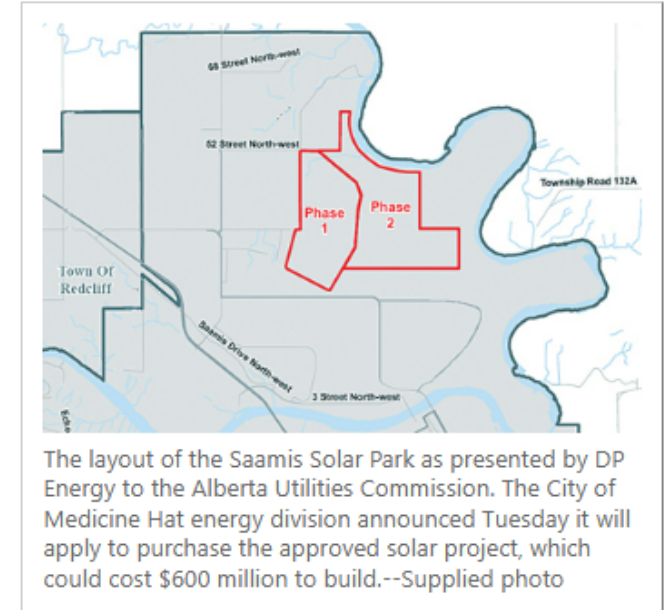 68 Street North-west
52 Street North-west
Township Road 132A
Phase
1
Phase
2
Town Of
Redcliff
Saamis Drive North-west
3 Street North-west
The layout of the Saamis Solar Park as presented by DP
Energy to the Alberta Utilities Commission. The City of
Medicine Hat energy division announced Tuesday it will
apply to purchase the approved solar project, which
could cost $600 million to build.--Supplied photo